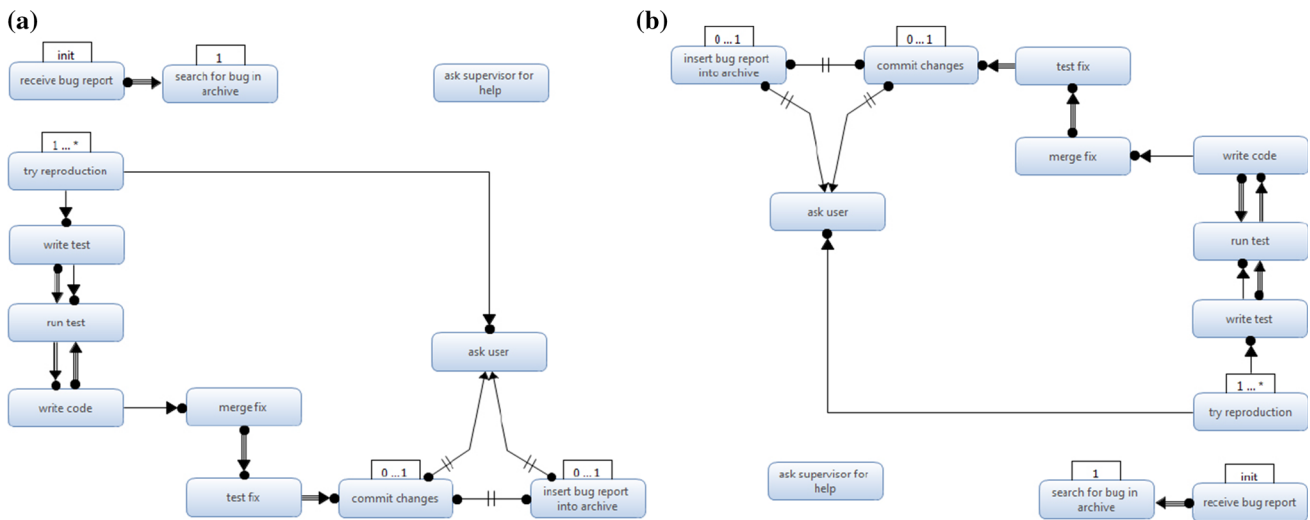 (a)
init
receive bug report
1
search for bug in
archive
ask supervisor for
help
1 ... *
try reproduction
write test
run test
write code
merge fix
test fix
ask user
0 ... 1
commit changes
0 ... 1
insert bug report
into archive
(b)
0 ... 1
insert bug report
into archive
0 ... 1
commit changes
test fix
merge fix
write code
ask user
run test
write test
1 ... *
try reproduction
ask supervisor for
help
1
search for bug in
archive
init
receive bug report